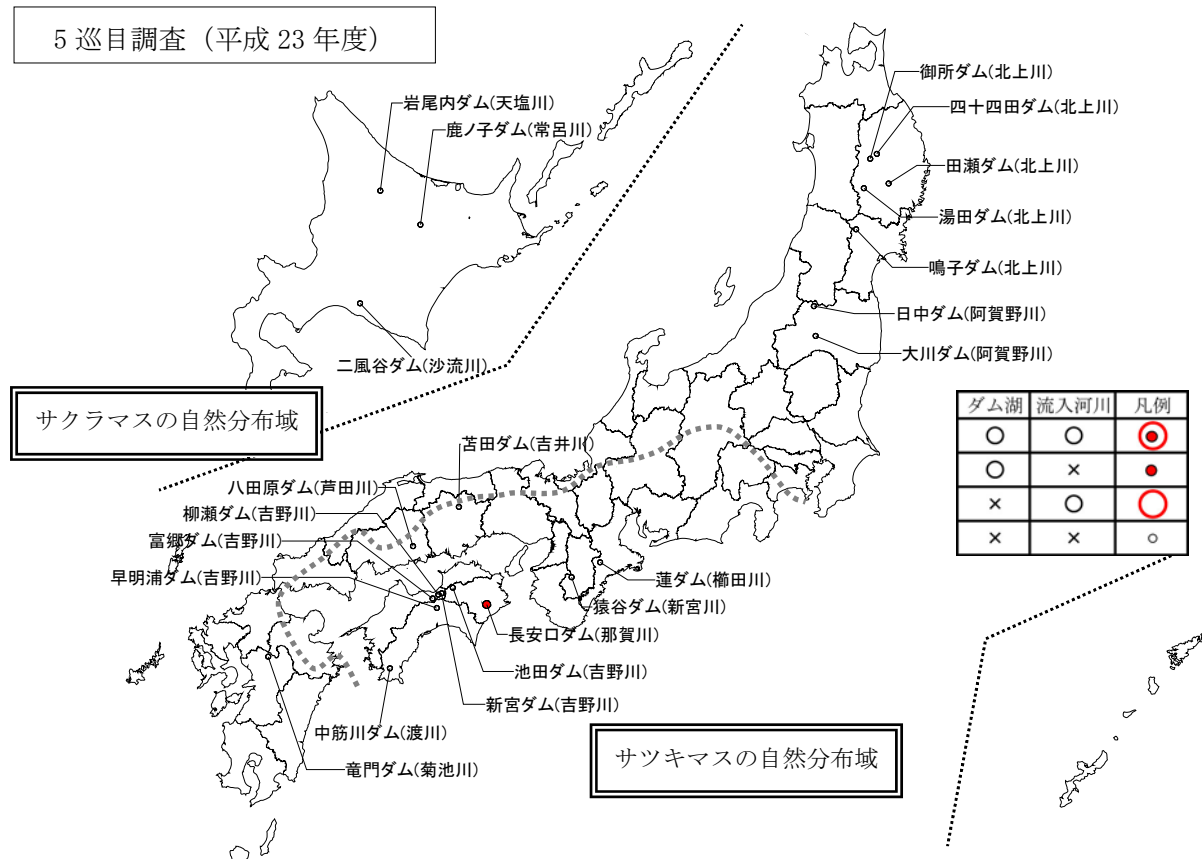 5 巡目調査（平成 23 年度）
岩尾内ダム(天塩川)
鹿ノ子ダム(常呂川)
二風谷ダム(沙流川)
御所ダム(北上川)
四十四田ダム(北上川)
田瀬ダム(北上川)
湯田ダム(北上川)
鳴子ダム(北上川)
日中ダム(阿賀野川)
大川ダム(阿賀野川)
サクラマスの自然分布域
ダム湖 流入河川 凡例
○ ○
○ ×
× ○
× ×
苫田ダム(吉井川)
八田原ダム(芦田川)
柳瀬ダム(吉野川)
富郷ダム(吉野川)
早明浦ダム(吉野川)
蓮ダム(櫛田川)
猿谷ダム(新宮川)
長安口ダム(那賀川)
池田ダム(吉野川)
新宮ダム(吉野川)
中筋川ダム(渡川)
竜門ダム(菊池川)
サツキマスの自然分布域